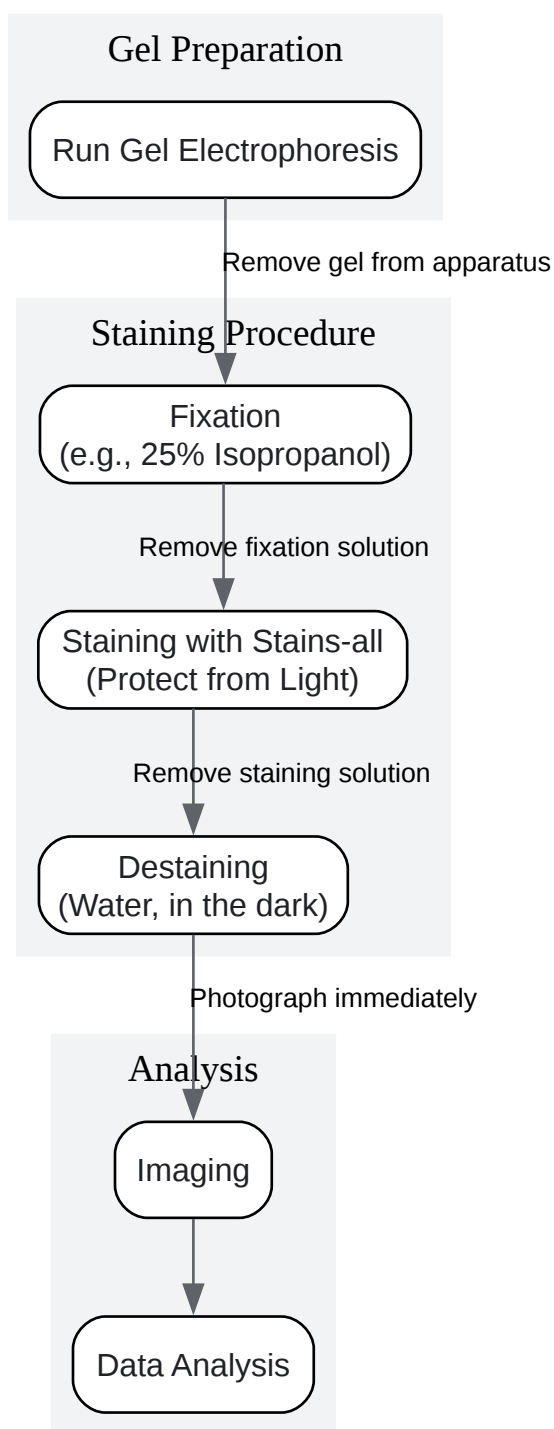 Gel Preparation
Run Gel Electrophoresis
Remove gel from apparatus
Staining Procedure
Fixation
(e.g., 25% Isopropanol)
Remove fixation solution
Staining with Stains-all
(Protect from Light)
Remove staining solution
Destaining
(Water, in the dark)
Photograph immediately
Analysis
Imaging
Data Analysis